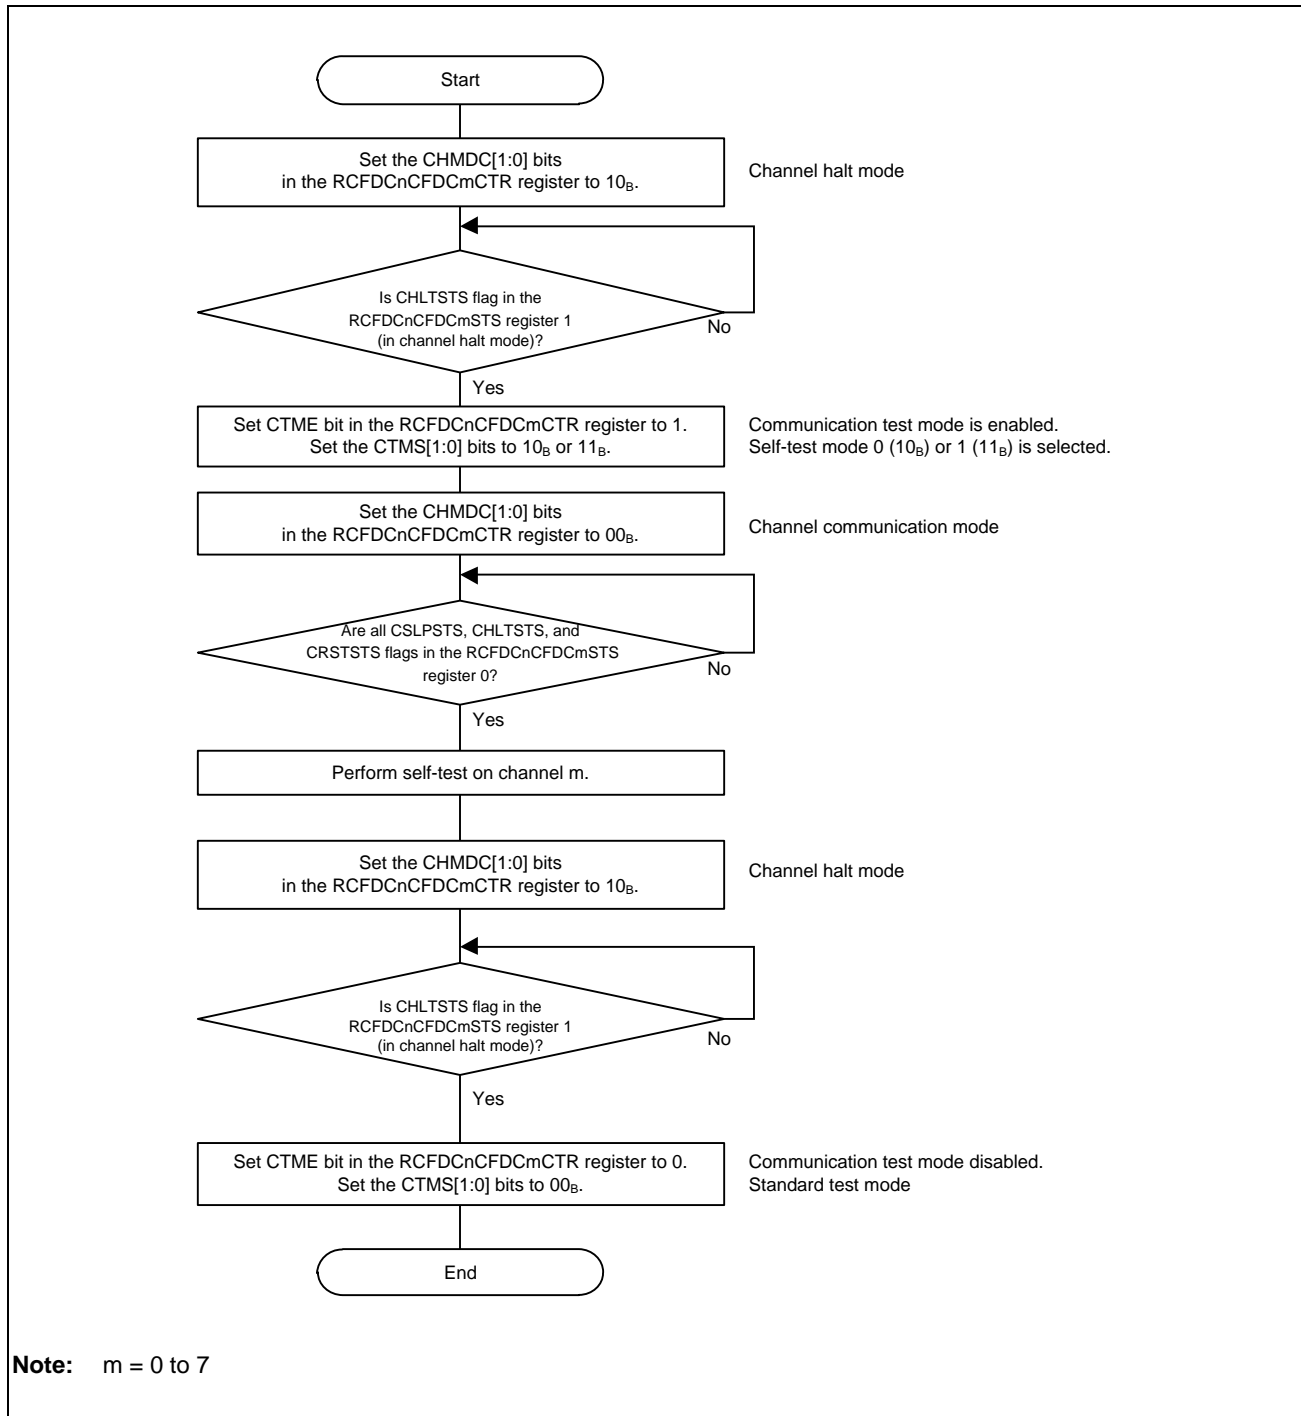 Start
Set the CHMDC[1:0] bits
in the RCFDCnCFDCmCTR register to 10B.
Channel halt mode
Is CHLTSTS flag in the
RCFDCnCFDCmSTS register 1
(in channel halt mode)?
No
Yes
Set CTME bit in the RCFDCnCFDCmCTR register to 1.
Set the CTMS[1:0] bits to 10B or 11B.
Communication test mode is enabled.
Self-test mode 0 (10B) or 1 (11B) is selected.
Set the CHMDC[1:0] bits
in the RCFDCnCFDCmCTR register to 00B.
Channel communication mode
Are all CSLPSTS, CHLTSTS, and
CRSTSTS flags in the RCFDCnCFDCmSTS
register 0?
No
Yes
Perform self-test on channel m.
Set the CHMDC[1:0] bits
in the RCFDCnCFDCmCTR register to 10B.
Channel halt mode
Is CHLTSTS flag in the
RCFDCnCFDCmSTS register 1
(in channel halt mode)?
No
Yes
Set CTME bit in the RCFDCnCFDCmCTR register to 0.
Set the CTMS[1:0] bits to 00B.
Communication test mode disabled.
Standard test mode
End
Note: m = 0 to 7